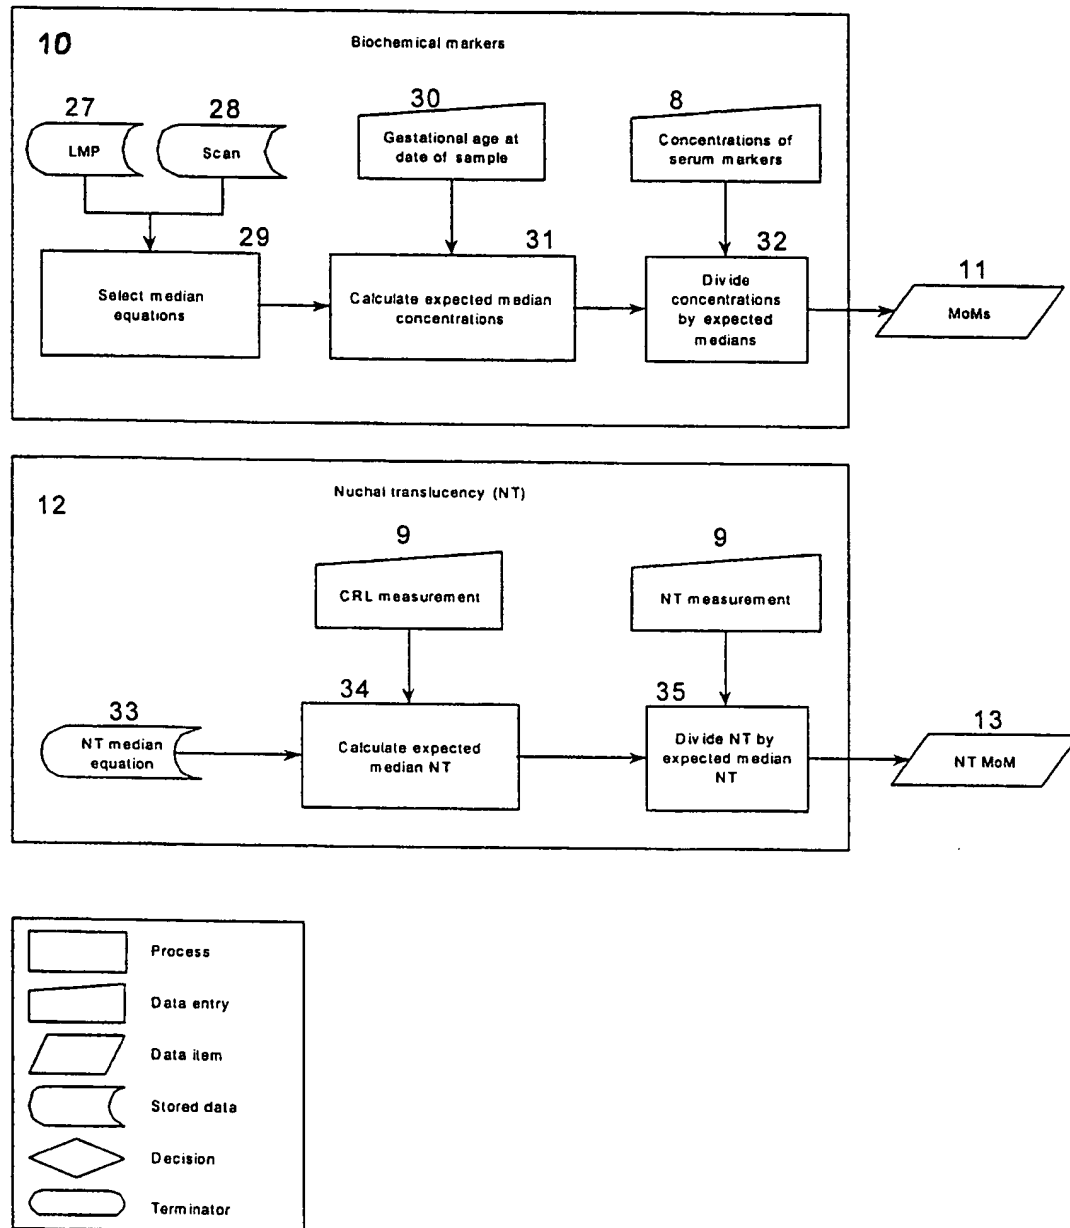 10
Biochemical markers
27
28
30
8
LMP
Scan
Gestational age at
date of sample
Concentrations of
serum markers
29
31
32
11
Select median
equations
Calculate expected median
concentrations
Divide
concentrations
by expected
medians
MoMs
12
Nuchal translucency (NT)
9
9
CRL measurement
NT measurement
33
34
35
13
NT median
equation
Calculate expected
median NT
Divide NT by
expected median
NT
NT MoM
Process
Data entry
Data item
Stored data
Decision
Terminator